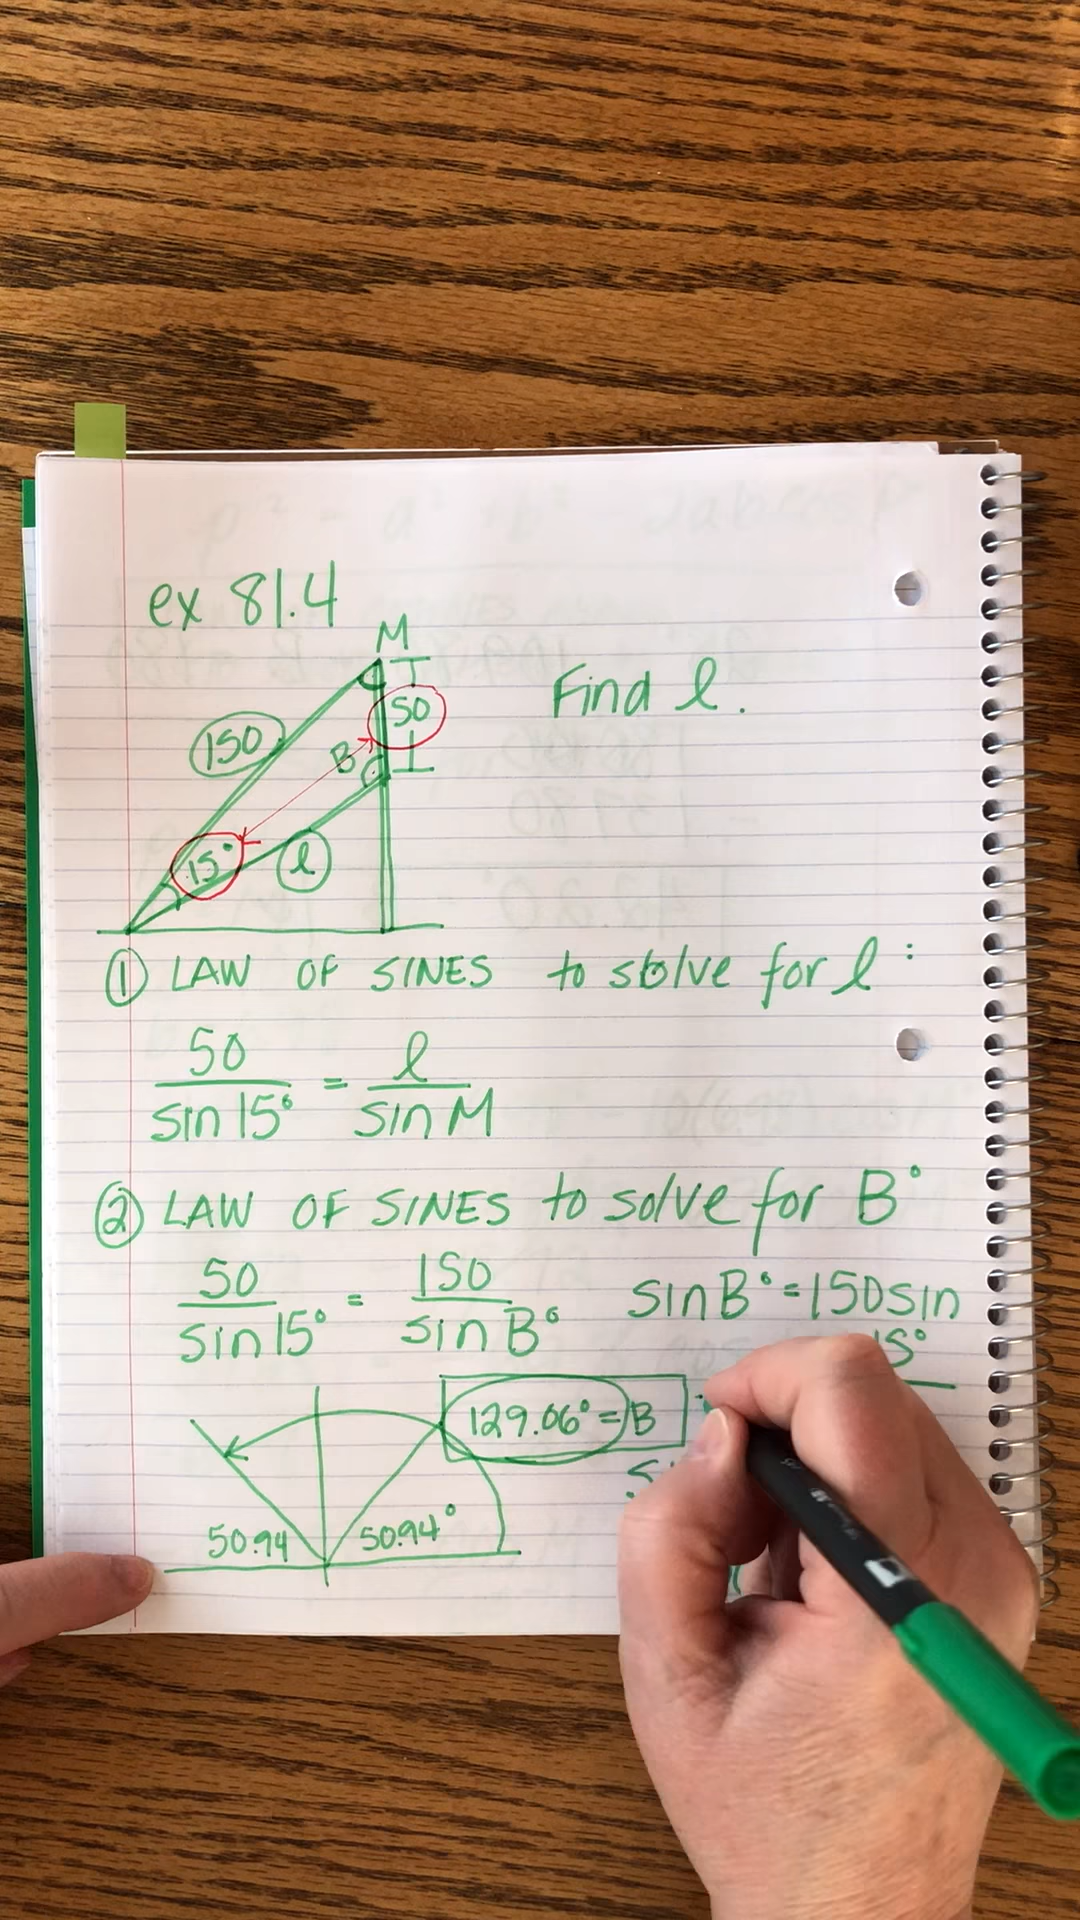 ex 81.4
M
50
150
B
15°
l
Find l.
① LAW OF SINES to solve for l:
50 / sin 15° = l / sin M
② LAW OF SINES to solve for B°
50 / sin 15° = 150 / sin B°
sin B° = 150 sin
15°
129.06° = B
50.94
50.94°